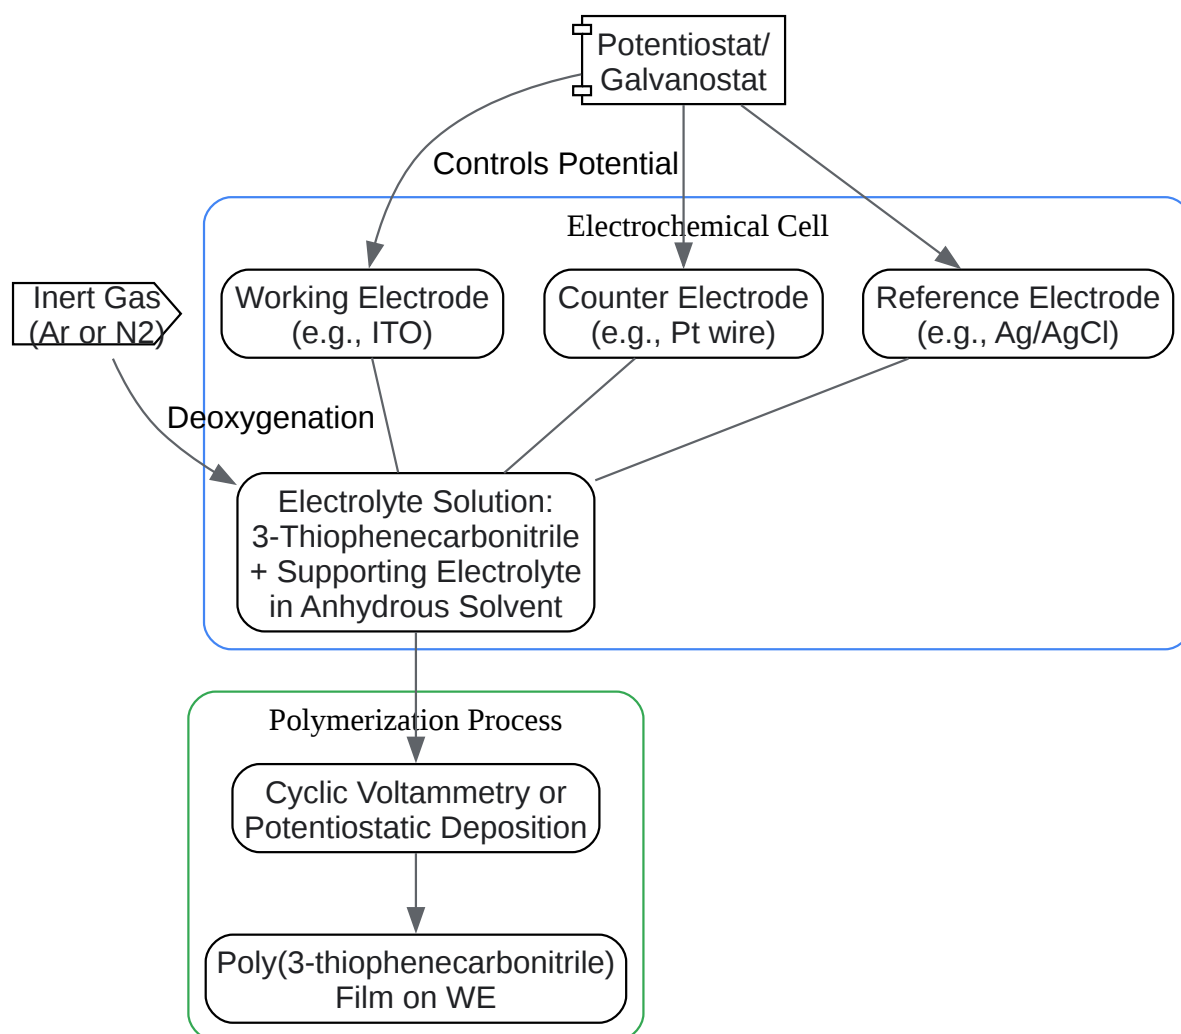 Potentiostat/
Galvanostat
Controls Potential
Electrochemical Cell
Inert Gas
(Ar or N2)
Working Electrode
(e.g., ITO)
Counter Electrode
(e.g., Pt wire)
Reference Electrode
(e.g., Ag/AgCl)
Deoxygenation
Electrolyte Solution:
3-Thiophenecarbonitrile
+ Supporting Electrolyte
in Anhydrous Solvent
Polymerization Process
Cyclic Voltammetry or
Potentiostatic Deposition
Poly(3-thiophenecarbonitrile)
Film on WE